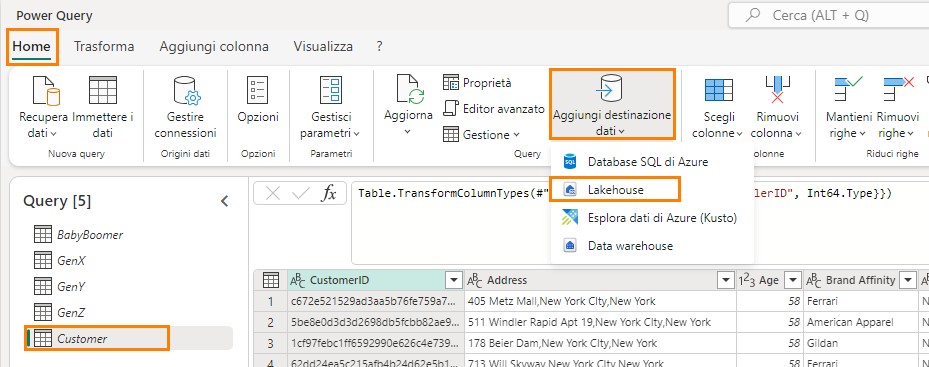 Power Query
Cerca (ALT + Q)
Home
Trasforma
Aggiungi colonna
Visualizza
?
Recupera dati
Immettere i dati
Nuova query
Gestire connessioni
Origini dati
Opzioni
Opzioni
Gestisci parametri
Parametri
Aggiorna
Proprietà
Editor avanzato
Gestione
Query
Aggiungi destinazione dati
Scegli colonne
Rimuovi colonna
Mantieni righe
Rimuovi righe
Riduci righe
Database SQL di Azure
Lakehouse
Esplora dati di Azure (Kusto)
Data warehouse
Query [5]
BabyBoomer
GenX
GenY
GenZ
Customer
fx
Table.TransformColumnTypes(#"
lerID", Int64.Type}})
CustomerID
Address
Age
Brand Affinity
1
c672e521529ad3aa5b76fe759a7...
405 Metz Mall,New York CIty,New York
58
Ferrari
2
5be8e0d3d3d2698db5fcbb82ae9...
511 Windler Rapid Apt 19,New York CIty,New York
58
American Apparel
3
1cf97febc1ff6592990e626c4e739...
178 Beier Dam,New York CIty,New York
58
Gildan
4
62dd24ea5c215afb4b24d62e5b1...
713 Will Skyway,New York CIty,New York
58
Ferrari